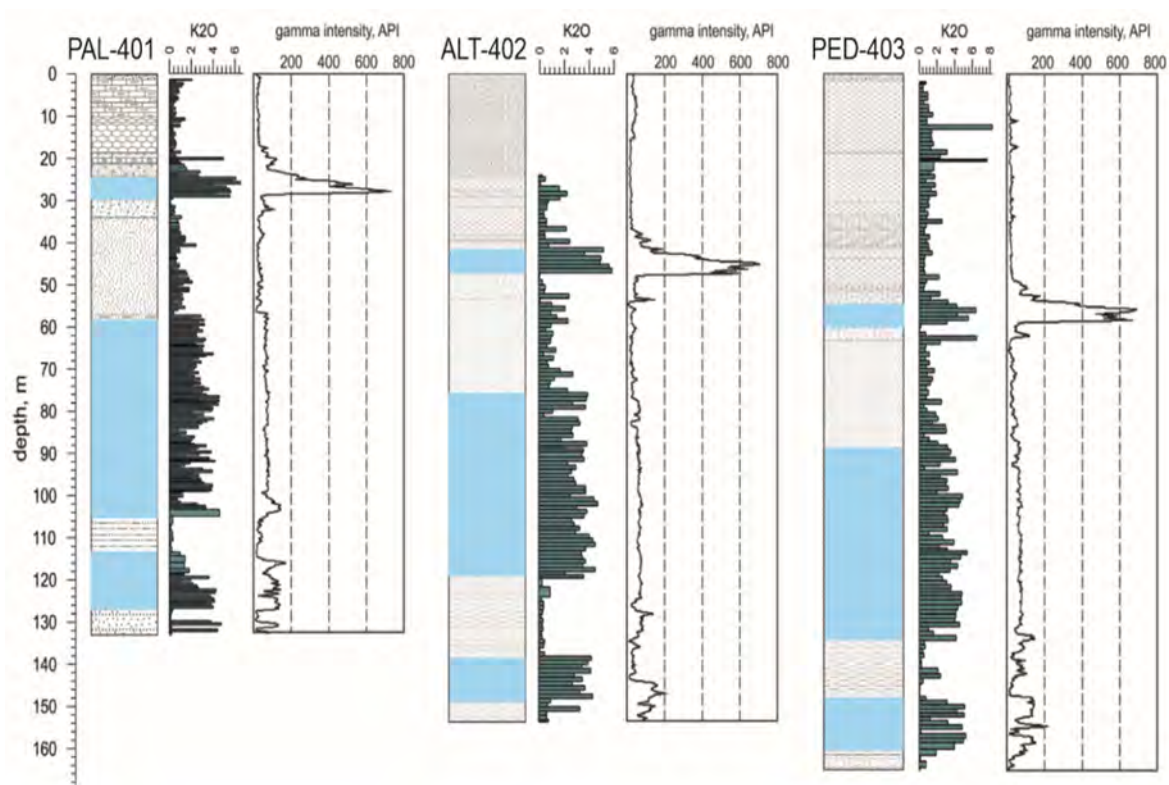 PAL-401
K2O
0 2 4 6
gamma intensity, API
200 400 600 800
ALT-402
K2O
0 2 4 6
gamma intensity, API
200 400 600 800
PED-403
K2O
0 2 4 6 8
gamma intensity, API
200 400 600 800
depth, m
0
10
20
30
40
50
60
70
80
90
100
110
120
130
140
150
160